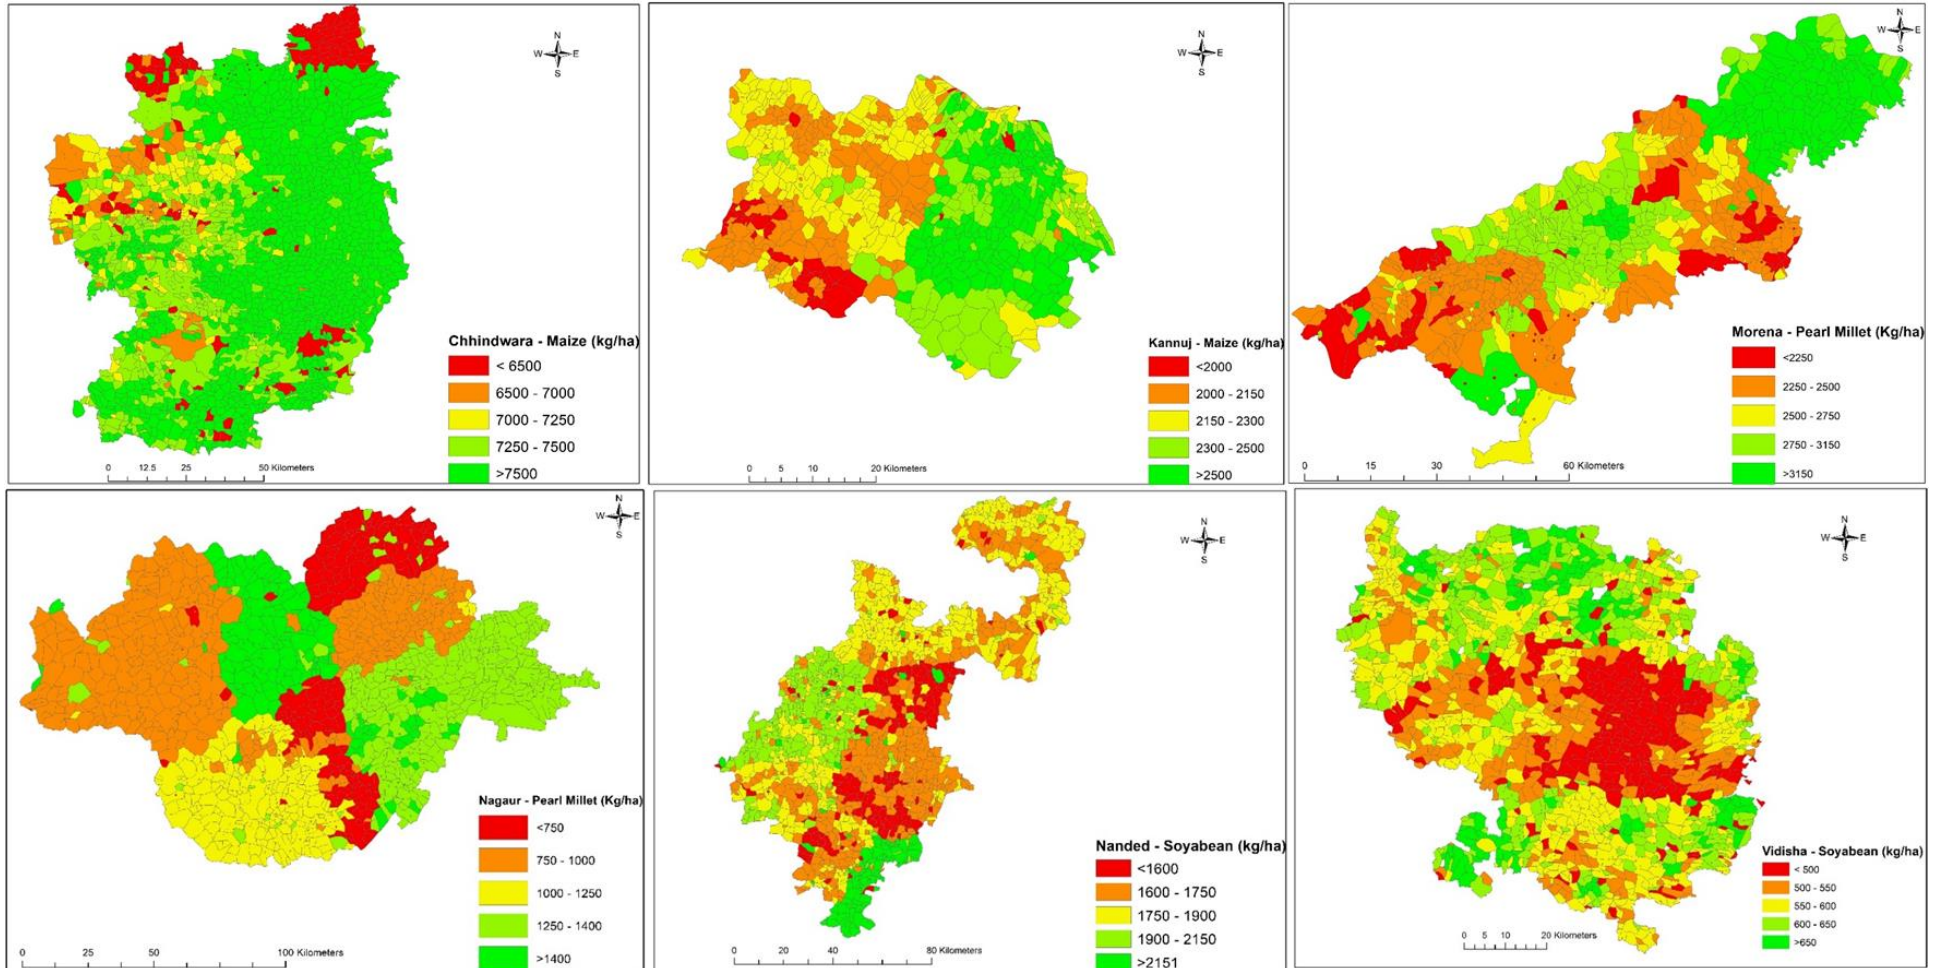 N
W E
S
Chhindwara - Maize (kg/ha)
< 6500
6500 - 7000
7000 - 7250
7250 - 7500
>7500
0 12.5 25 50 Kilometers
N
W E
S
Kannuj - Maize (kg/ha)
<2000
2000 - 2150
2150 - 2300
2300 - 2500
>2500
0 5 10 20 Kilometers
N
W E
S
Morena - Pearl Millet (Kg/ha)
<2250
2250 - 2500
2500 - 2750
2750 - 3150
>3150
0 15 30 60 Kilometers
N
W E
S
Nagaur - Pearl Millet (Kg/ha)
<750
750 - 1000
1000 - 1250
1250 - 1400
>1400
0 25 50 100 Kilometers
N
W E
S
Nanded - Soyabean (kg/ha)
<1600
1600 - 1750
1750 - 1900
1900 - 2150
>2151
0 20 40 80 Kilometers
N
W E
S
Vidisha - Soyabean (kg/ha)
< 500
500 - 550
550 - 600
600 - 650
>650
0 5 10 20 Kilometers